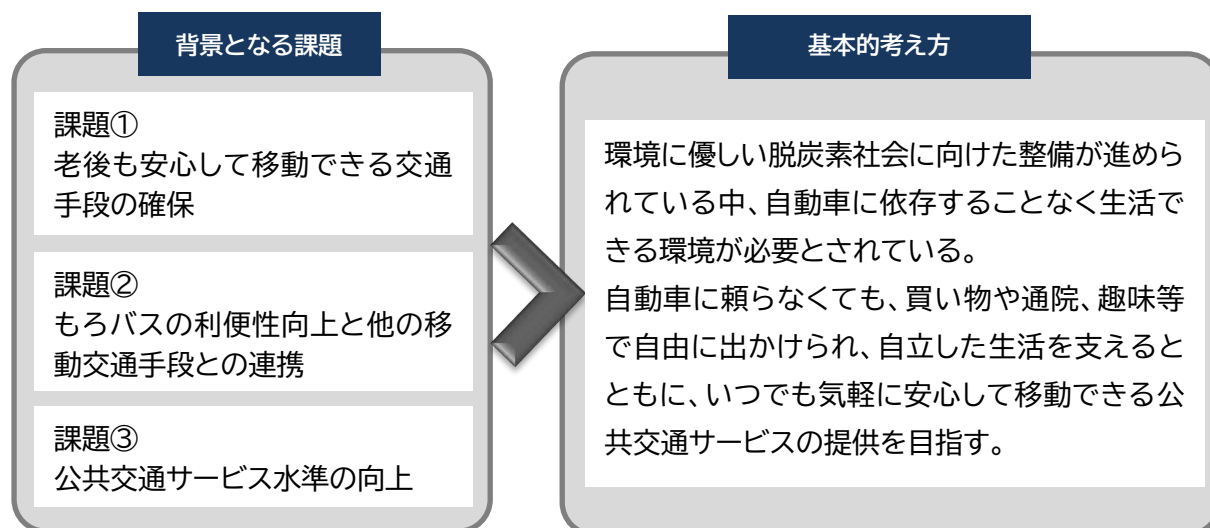 背景となる課題
課題①
老後も安心して移動できる交通
手段の確保
課題②
もろバスの利便性向上と他の移
動交通手段との連携
課題③
公共交通サービス水準の向上
基本的考え方
環境に優しい脱炭素社会に向けた整備が進めら
れている中、自動車に依存することなく生活で
きる環境が必要とされている。
自動車に頼らなくても、買い物や通院、趣味等
で自由に出かけられ、自立した生活を支えると
ともに、いつでも気軽に安心して移動できる公
共交通サービスの提供を目指す。